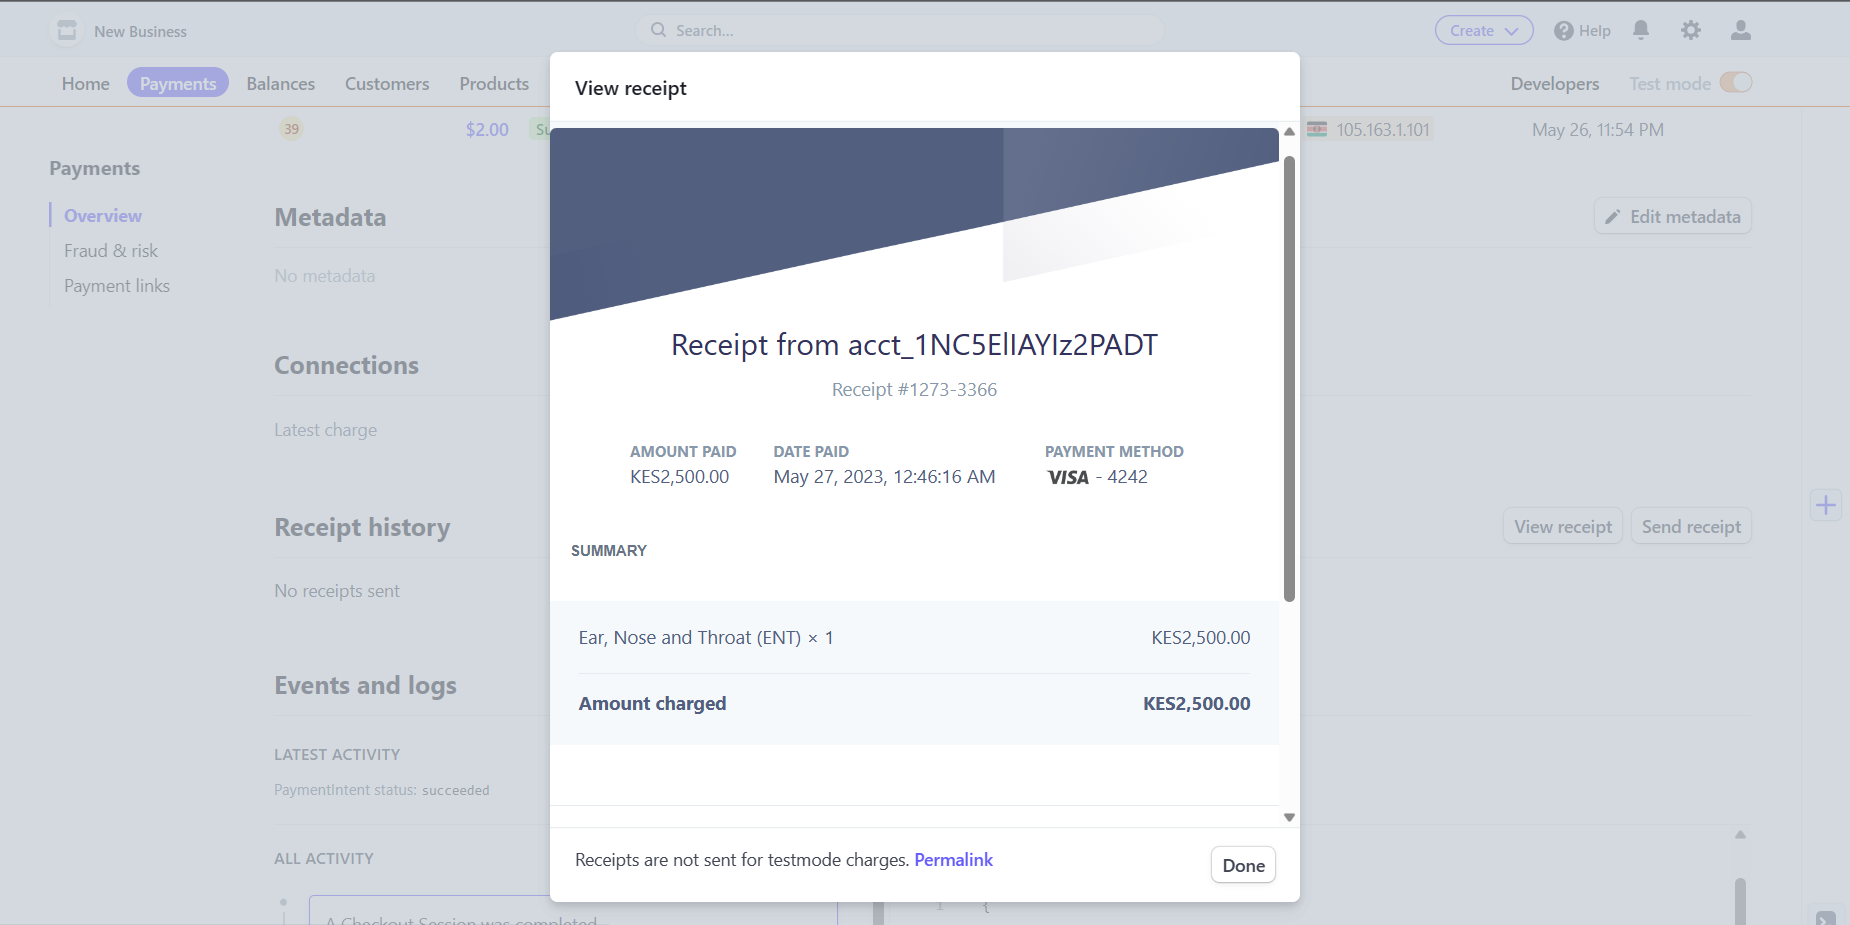 New Business
Search...
Create
Help
Home
Payments
Balances
Customers
Products
Developers
Test mode
39
$2.00
105.163.1.101
May 26, 11:54 PM
Payments
Overview
Fraud & risk
Payment links
Metadata
Edit metadata
No metadata
Connections
Latest charge
Receipt history
View receipt
Send receipt
No receipts sent
Events and logs
LATEST ACTIVITY
PaymentIntent status: succeeded
ALL ACTIVITY
A Checkout Session was completed
1 {
View receipt
Receipt from acct_1NC5ElIAYIz2PADT
Receipt #1273-3366
AMOUNT PAID
KES2,500.00
DATE PAID
May 27, 2023, 12:46:16 AM
PAYMENT METHOD
VISA - 4242
SUMMARY
Ear, Nose and Throat (ENT) × 1
KES2,500.00
Amount charged
KES2,500.00
Receipts are not sent for testmode charges. Permalink
Done